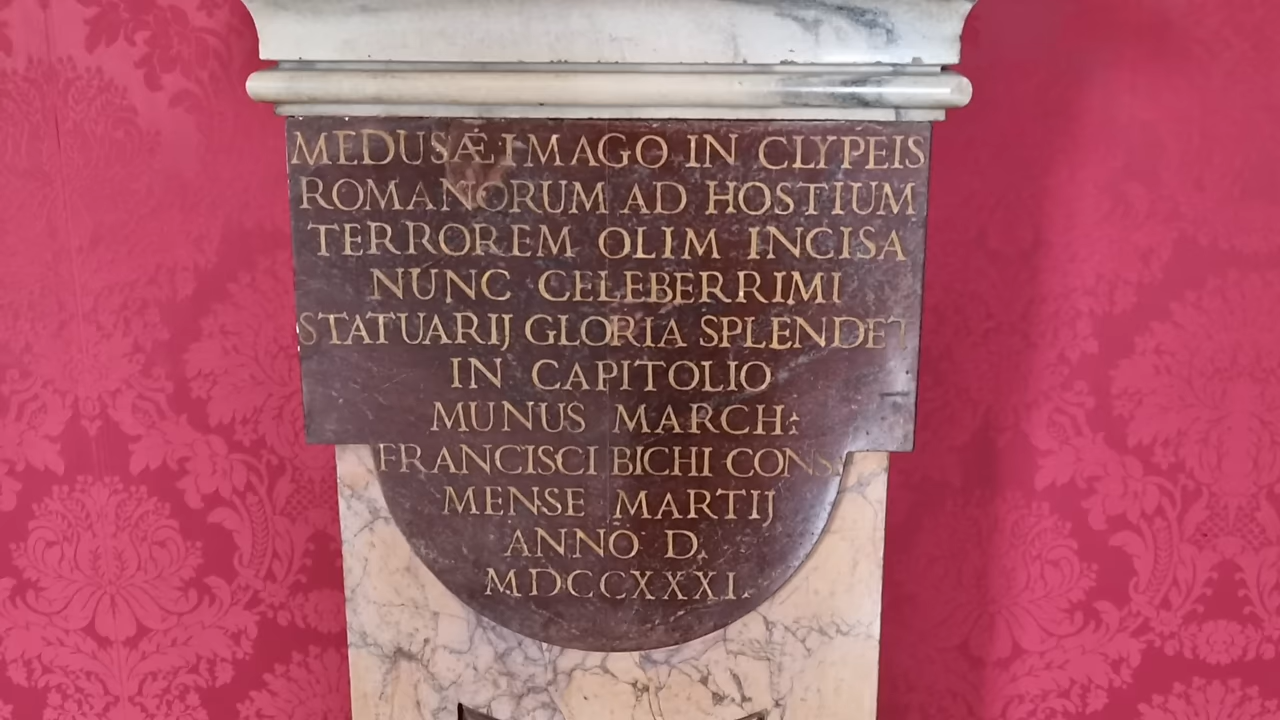 MEDUSÆ IMAGO IN CLYPEIS
ROMANORUM AD HOSTIUM
TERROREM OLIM INCISA
NUNC CELEBERRIMI
STATUARIJ GLORIA SPLENDET
IN CAPITOLIO
MUNUS MARCH:
FRANCISCI BICHI CONS.
MENSE MARTIJ
ANNO D.
MDCCXXXI.